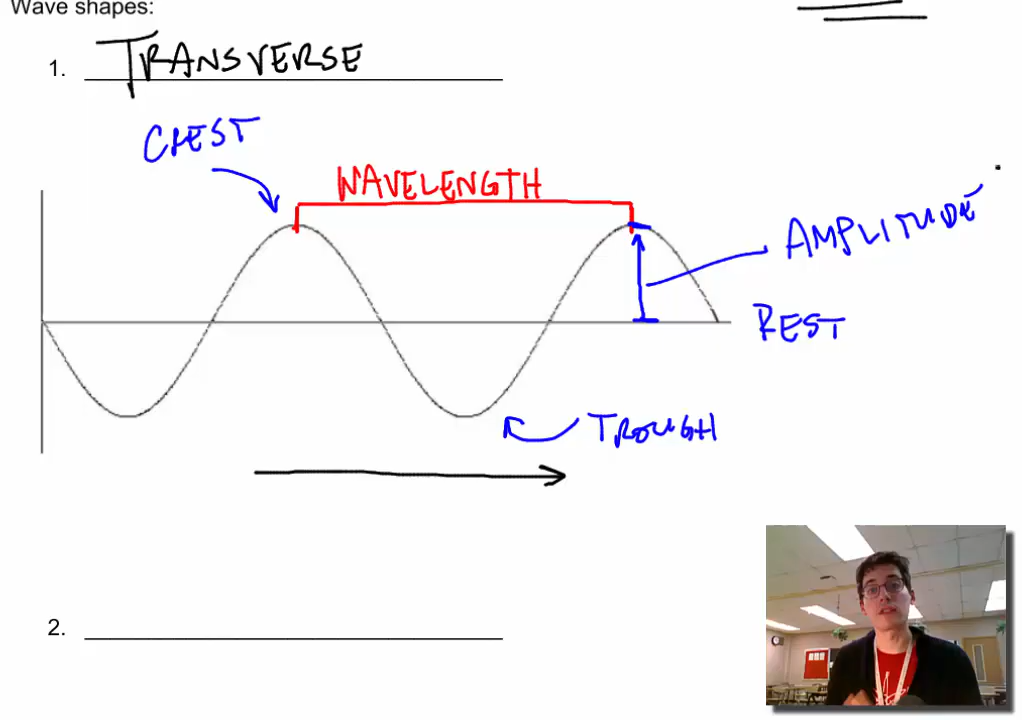 Wave shapes:
1. TRANSVERSE
CREST
WAVELENGTH
AMPLITUDE
REST
TROUGH
2.